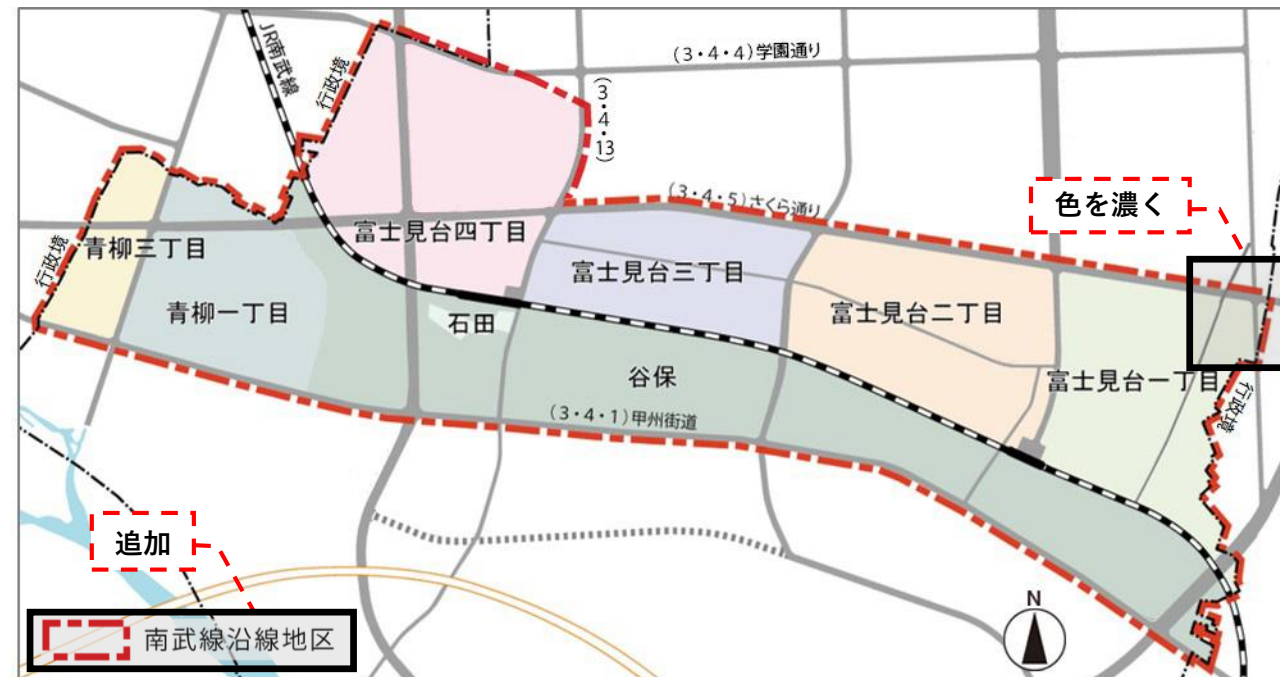 JR南武線
行政境
(3・4・4)学園通り
(3・4・13)
(3・4・5)さくら通り
色を濃く
行政境
青柳三丁目
富士見台四丁目
富士見台三丁目
青柳一丁目
石田
富士見台二丁目
谷保
富士見台一丁目
行政境
(3・4・1)甲州街道
追加
南武線沿線地区
N